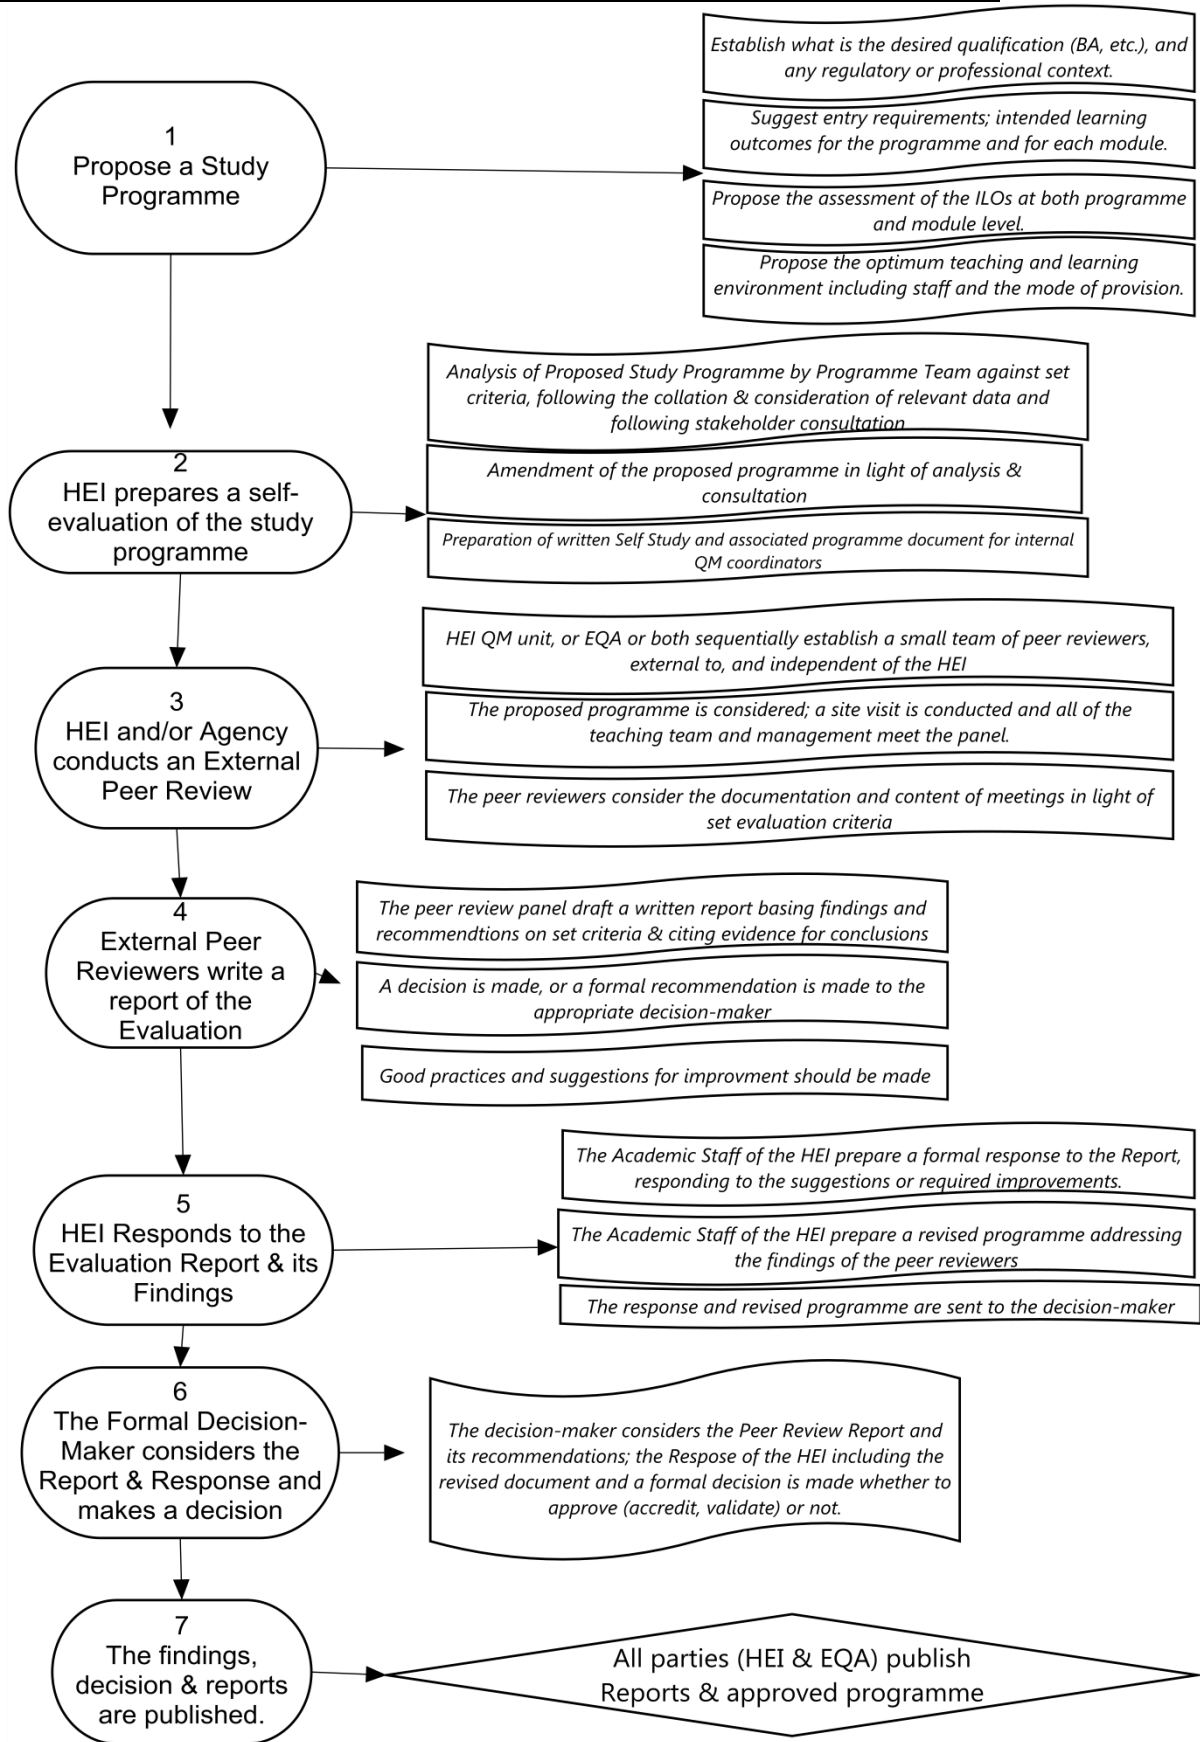 1
Propose a Study
Programme
Establish what is the desired qualification (BA, etc.), and
any regulatory or professional context.
Suggest entry requirements; intended learning
outcomes for the programme and for each module.
Propose the assessment of the ILOs at both programme
and module level.
Propose the optimum teaching and learning
environment including staff and the mode of provision.
2
HEI prepares a self-
evaluation of the study
programme
Analysis of Proposed Study Programme by Programme Team against set
criteria, following the collation & consideration of relevant data and
following stakeholder consultation
Amendment of the proposed programme in light of analysis &
consultation
Preparation of written Self Study and associated programme document for internal
QM coordinators
3
HEI and/or Agency
conducts an External
Peer Review
HEI QM unit, or EQA or both sequentially establish a small team of peer reviewers,
external to, and independent of the HEI
The proposed programme is considered; a site visit is conducted and all of the
teaching team and management meet the panel.
The peer reviewers consider the documentation and content of meetings in light of
set evaluation criteria
4
External Peer
Reviewers write a
report of the
Evaluation
The peer review panel draft a written report basing findings and
recommendtions on set criteria & citing evidence for conclusions
A decision is made, or a formal recommendation is made to the
appropriate decision-maker
Good practices and suggestions for improvment should be made
5
HEI Responds to the
Evaluation Report & its
Findings
The Academic Staff of the HEI prepare a formal response to the Report,
responding to the suggestions or required improvements.
The Academic Staff of the HEI prepare a revised programme addressing
the findings of the peer reviewers
The response and revised programme are sent to the decision-maker
6
The Formal Decision-
Maker considers the
Report & Response and
makes a decision
The decision-maker considers the Peer Review Report and
its recommendations; the Respose of the HEI including the
revised document and a formal decision is made whether to
approve (accredit, validate) or not.
7
The findings,
decision & reports
are published.
All parties (HEI & EQA) publish
Reports & approved programme